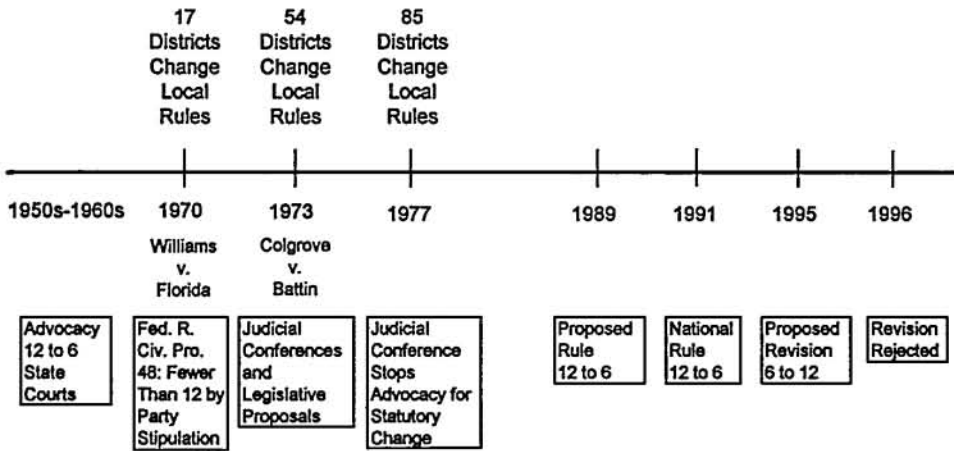 17
Districts
Change
Local
Rules
54
Districts
Change
Local
Rules
85
Districts
Change
Local
Rules
1950s-1960s
1970
1973
1977
1989
1991
1995
1996
Williams
v.
Florida
Colgrove
v.
Battin
Advocacy
12 to 6
State
Courts
Fed. R.
Civ. Pro.
48: Fewer
Than 12 by
Party
Stipulation
Judicial
Conferences
and
Legislative
Proposals
Judicial
Conference
Stops
Advocacy for
Statutory
Change
Proposed
Rule
12 to 6
National
Rule
12 to 6
Proposed
Revision
6 to 12
Revision
Rejected